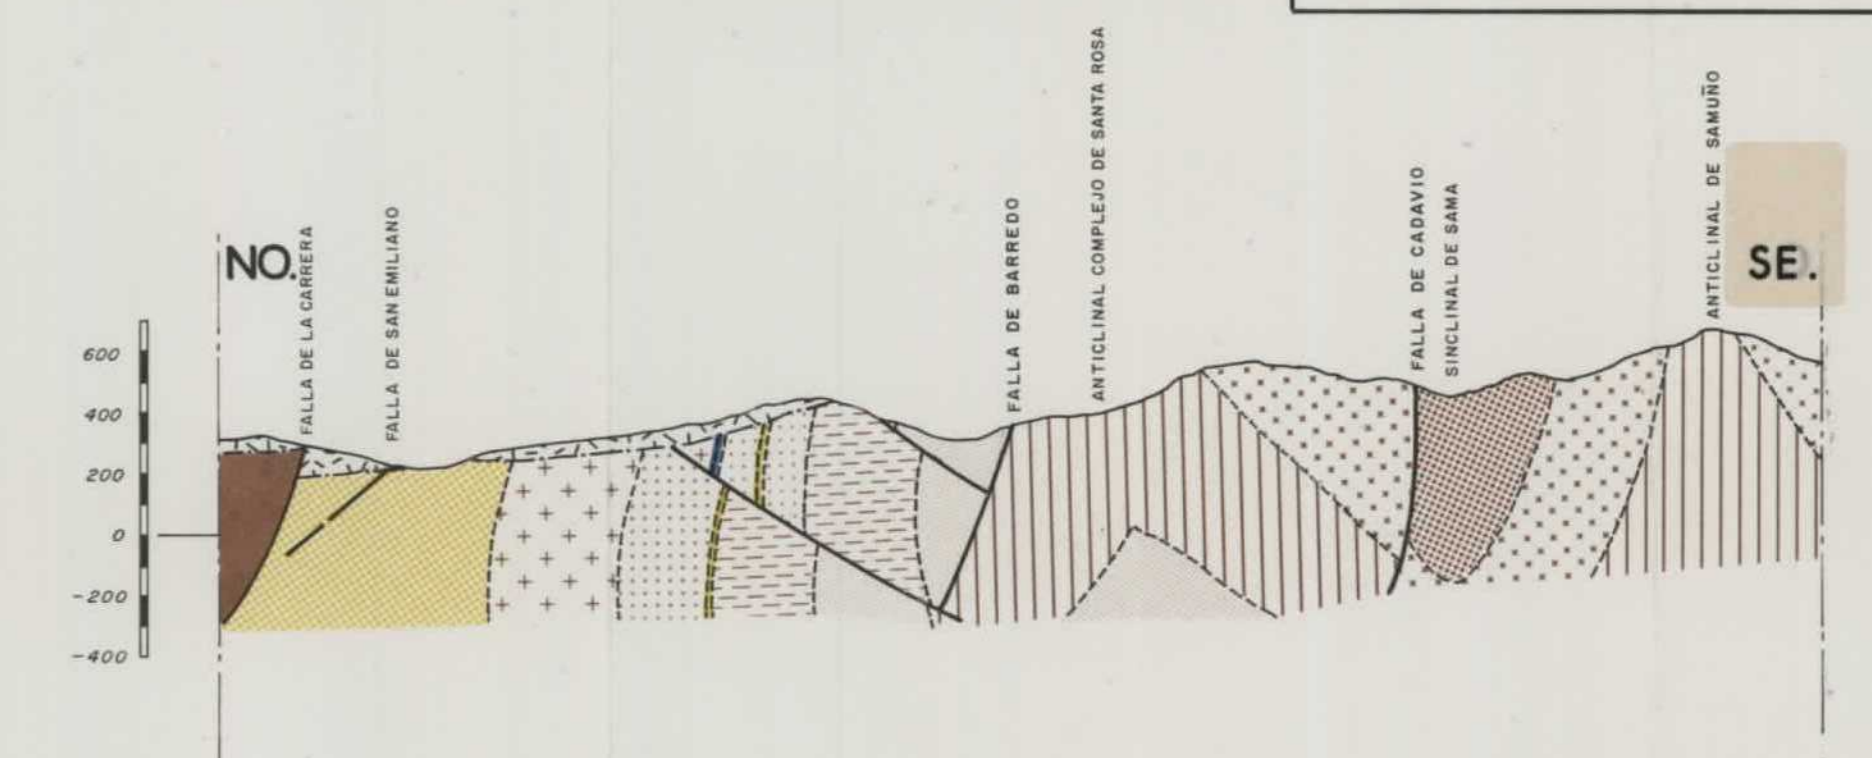 NO.
FALLA DE LA CARRERA
FALLA DE SAN EMILIANO
FALLA DE BARREDO
ANTICLINAL COMPLEJO DE SANTA ROSA
FALLA DE CADAVIO
SINCLINAL DE SAMA
ANTICLINAL DE SAMUÑO
SE.
600
400
200
0
-200
-400